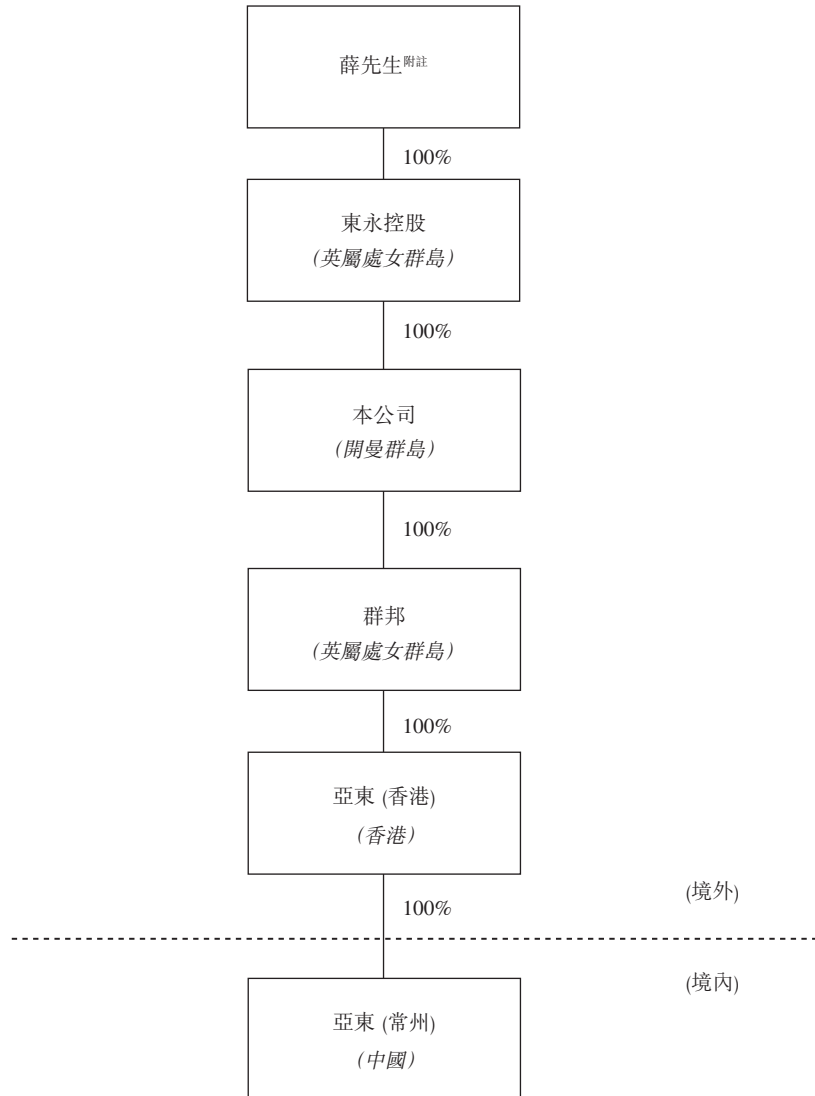 薛先生附註
100%
東永控股
(英屬處女群島)
100%
本公司
(開曼群島)
100%
群邦
(英屬處女群島)
100%
亞東 (香港)
(香港)
100%
(境外)
(境內)
亞東 (常州)
(中國)